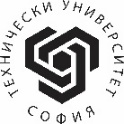 ТЕХНИЧЕСКИ УНИВЕРСИТЕТ
СОФИЯ